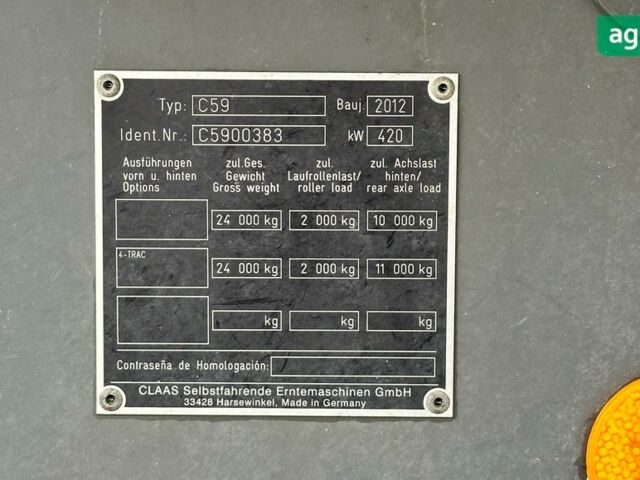 ag
Typ: C59 Bauj. 2012
Ident.Nr.: C5900383 kW 420
Ausführungen zul.Ges. zul. zul. Achslast
vorn u. hinten Gewicht Laufrollenlast/ hinten/
Options Gross weight roller load rear axle load
24 000 kg 2 000 kg 10 000 kg
4-TRAC
24 000 kg 2 000 kg 11 000 kg
kg kg kg
Contraseña de Homologación:
CLAAS Selbstfahrende Erntemaschinen GmbH
33428 Harsewinkel, Made in Germany